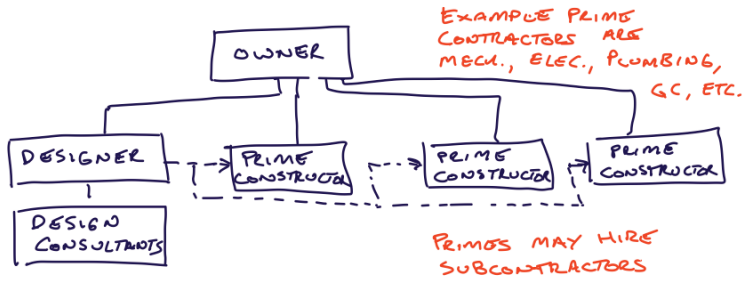 EXAMPLE PRIME
CONTRACTORS ARE
MECH., ELEC., PLUMBING,
GC, ETC.
OWNER
DESIGNER
PRIME
CONSTRUCTOR
PRIME
CONSTRUCTOR
PRIME
CONSTRUCTOR
DESIGN
CONSULTANTS
PRIMES MAY HIRE
SUBCONTRACTORS